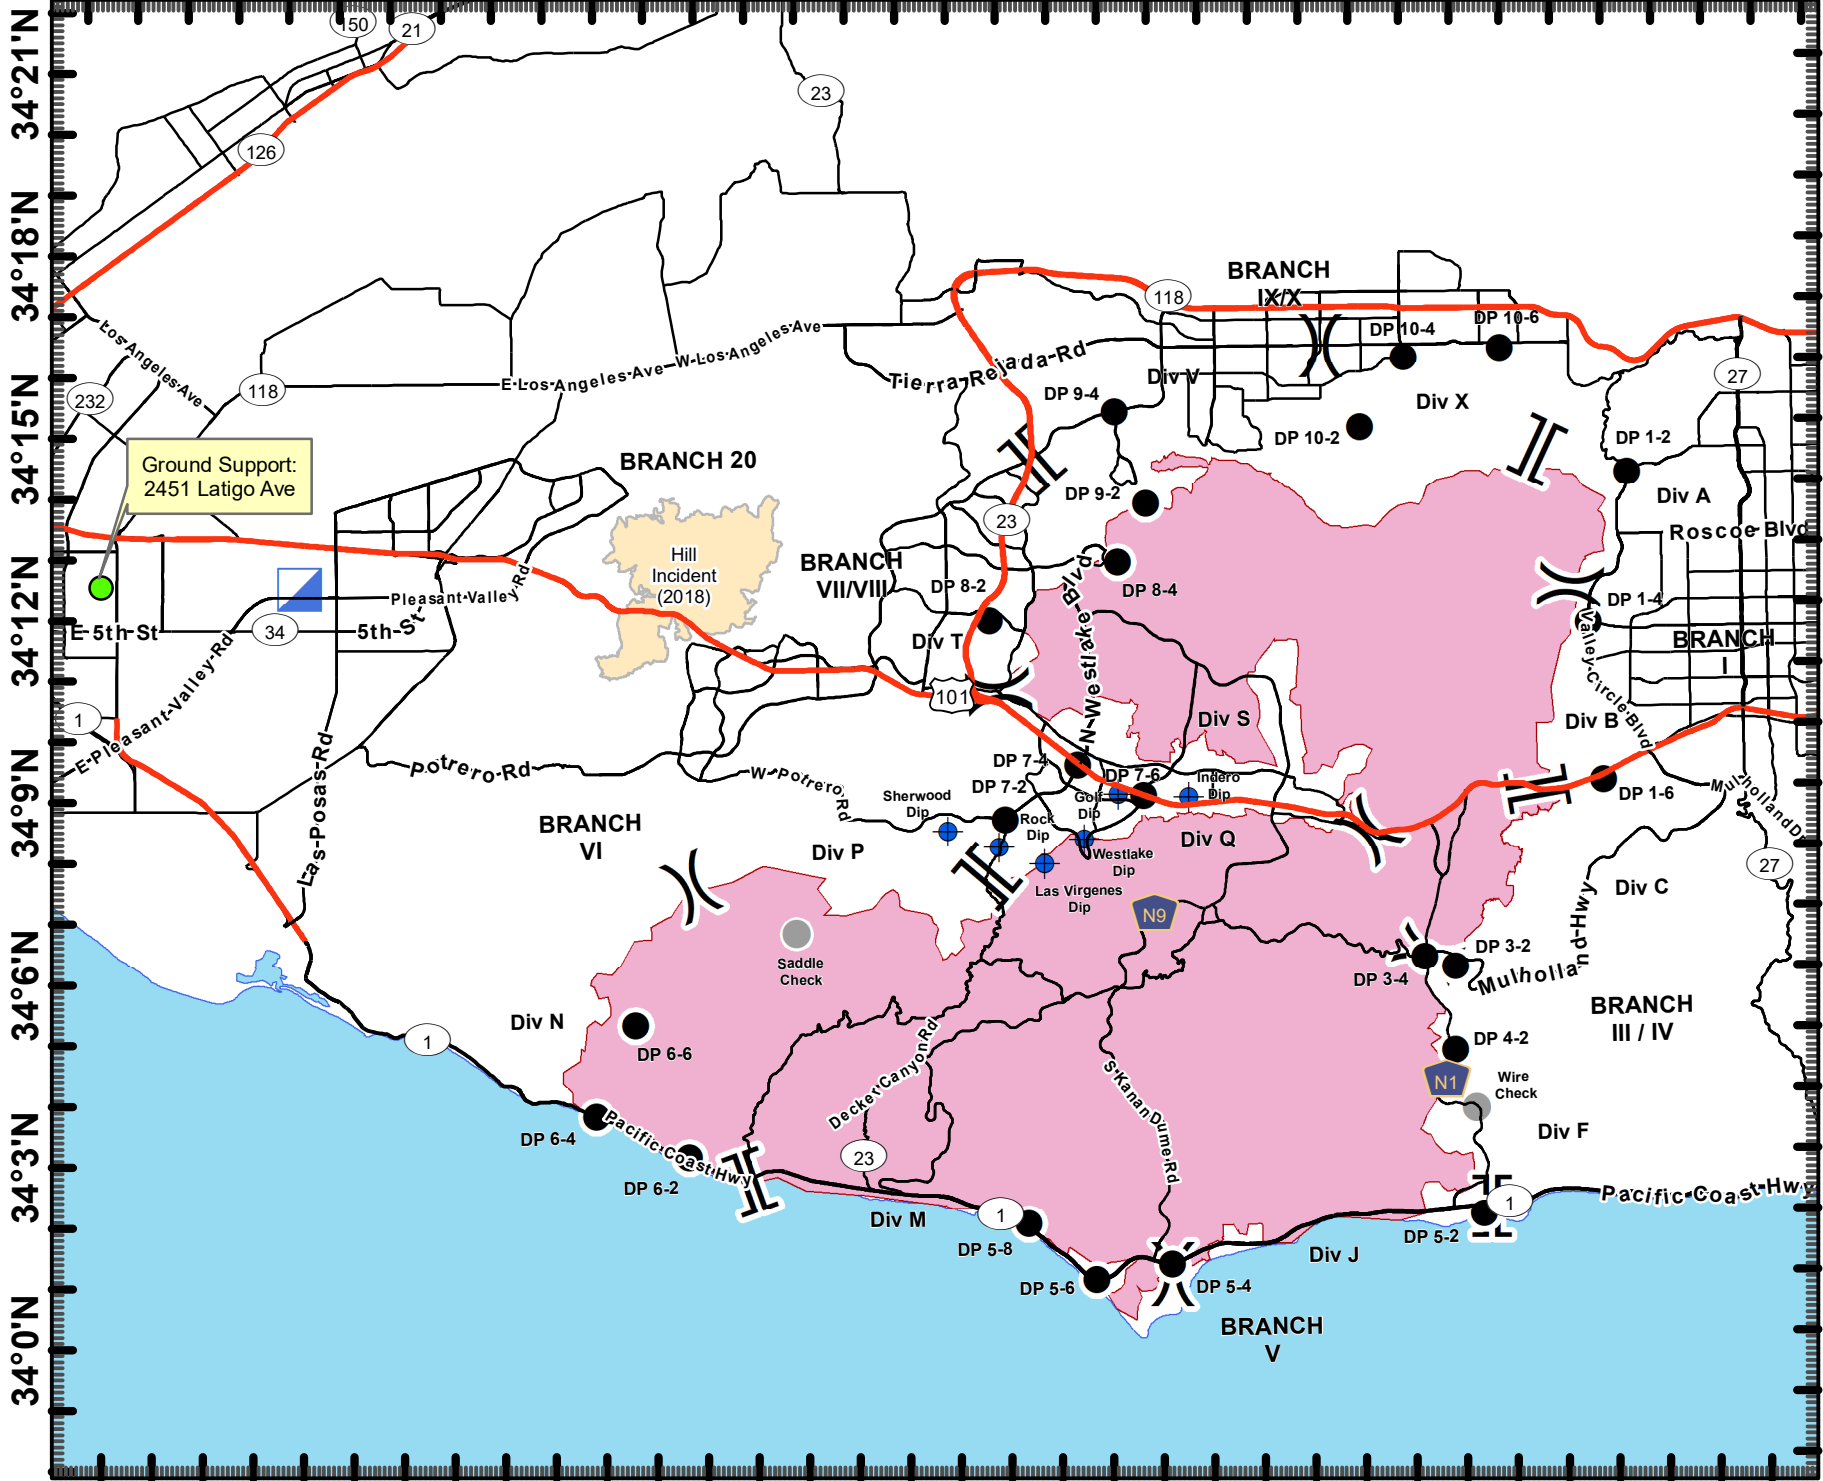 150
21
34°21'N
23
126
34°18'N
BRANCH
IX/X
118
DP 10-4
DP 10-6
Los Angeles Ave
W Los Angeles Ave
E Los Angeles Ave
Tierra Rejada Rd
Div V
118
232
27
DP 9-4
Div X
34°15'N
DP 10-2
DP 1-2
Ground Support:
2451 Latigo Ave
BRANCH 20
DP 9-2
Div A
23
Roscoe Blvd
Hill
Incident
(2018)
BRANCH
VII/VIII
DP 8-2
DP 8-4
34°12'N
Pleasant Valley Rd
DP 1-4
E 5th St
34
5th St
Div T
N Westlake Blvd
BRANCH
I
Valley Circle Blvd
E Pleasant Valley Rd
101
1
Div S
Div B
Las Posas Rd
Potrero Rd
W Potrero Rd
DP 7-4
DP 7-2
DP 7-6
Indero
Dip
DP 1-6
Mulholland Dr
34°9'N
Sherwood
Dip
Golf
Dip
Rock
Dip
BRANCH
VI
Div P
Div Q
Westlake
Dip
27
Las Virgenes
Dip
Div C
N9
Mulholland Hwy
DP 3-2
34°6'N
Saddle
Check
DP 3-4
BRANCH
III / IV
Div N
1
DP 6-6
DP 4-2
Decker Canyon Rd
S Kanan Dume Rd
N1
Wire
Check
DP 6-4
Pacific Coast Hwy
Div F
34°3'N
23
DP 6-2
1
Pacific Coast Hwy
Div M
1
DP 5-8
DP 5-2
Div J
DP 5-6
DP 5-4
34°0'N
BRANCH
V